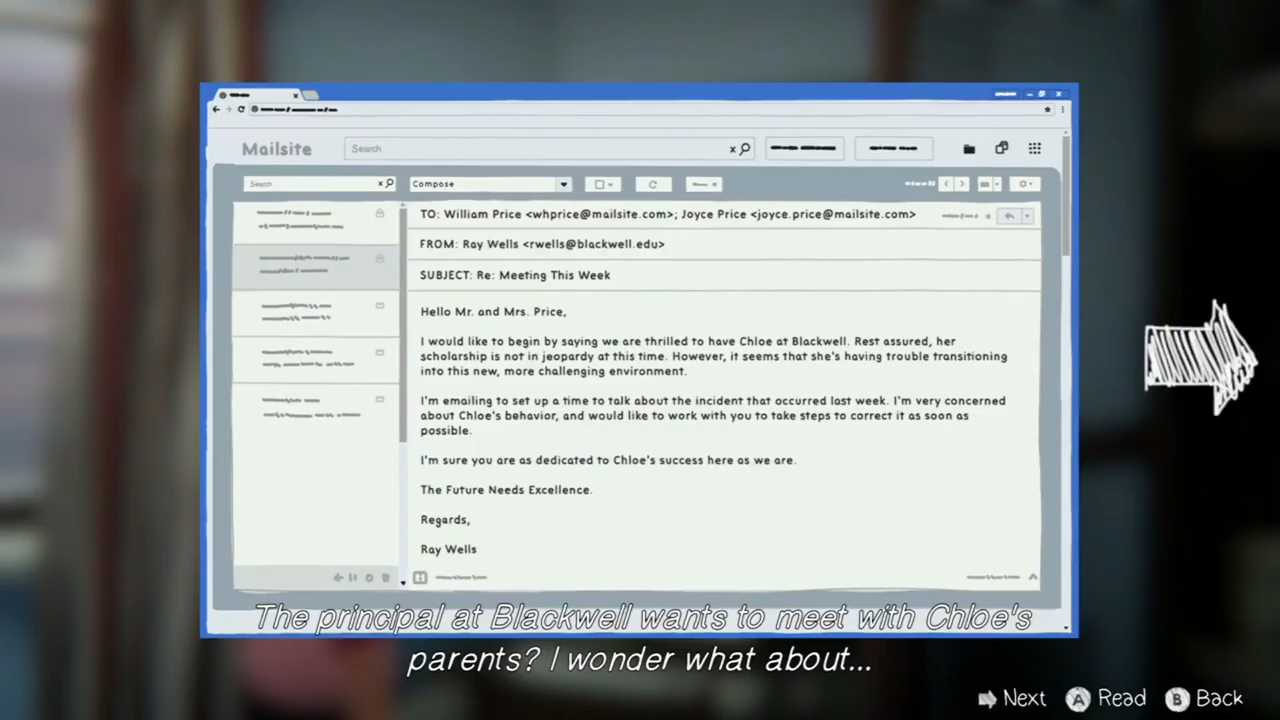 Mailsite
Search
x
Search
x
Compose
TO: William Price <whprice@mailsite.com>; Joyce Price <joyce.price@mailsite.com>
FROM: Ray Wells <rwells@blackwell.edu>
SUBJECT: Re: Meeting This Week
Hello Mr. and Mrs. Price,
I would like to begin by saying we are thrilled to have Chloe at Blackwell. Rest assured, her
scholarship is not in jeopardy at this time. However, it seems that she's having trouble transitioning
into this new, more challenging environment.
I'm emailing to set up a time to talk about the incident that occurred last week. I'm very concerned
about Chloe's behavior, and would like to work with you to take steps to correct it as soon as
possible.
I'm sure you are as dedicated to Chloe's success here as we are.
The Future Needs Excellence.
Regards,
Ray Wells
The principal at Blackwell wants to meet with Chloe's
parents? I wonder what about...
Next A Read B Back